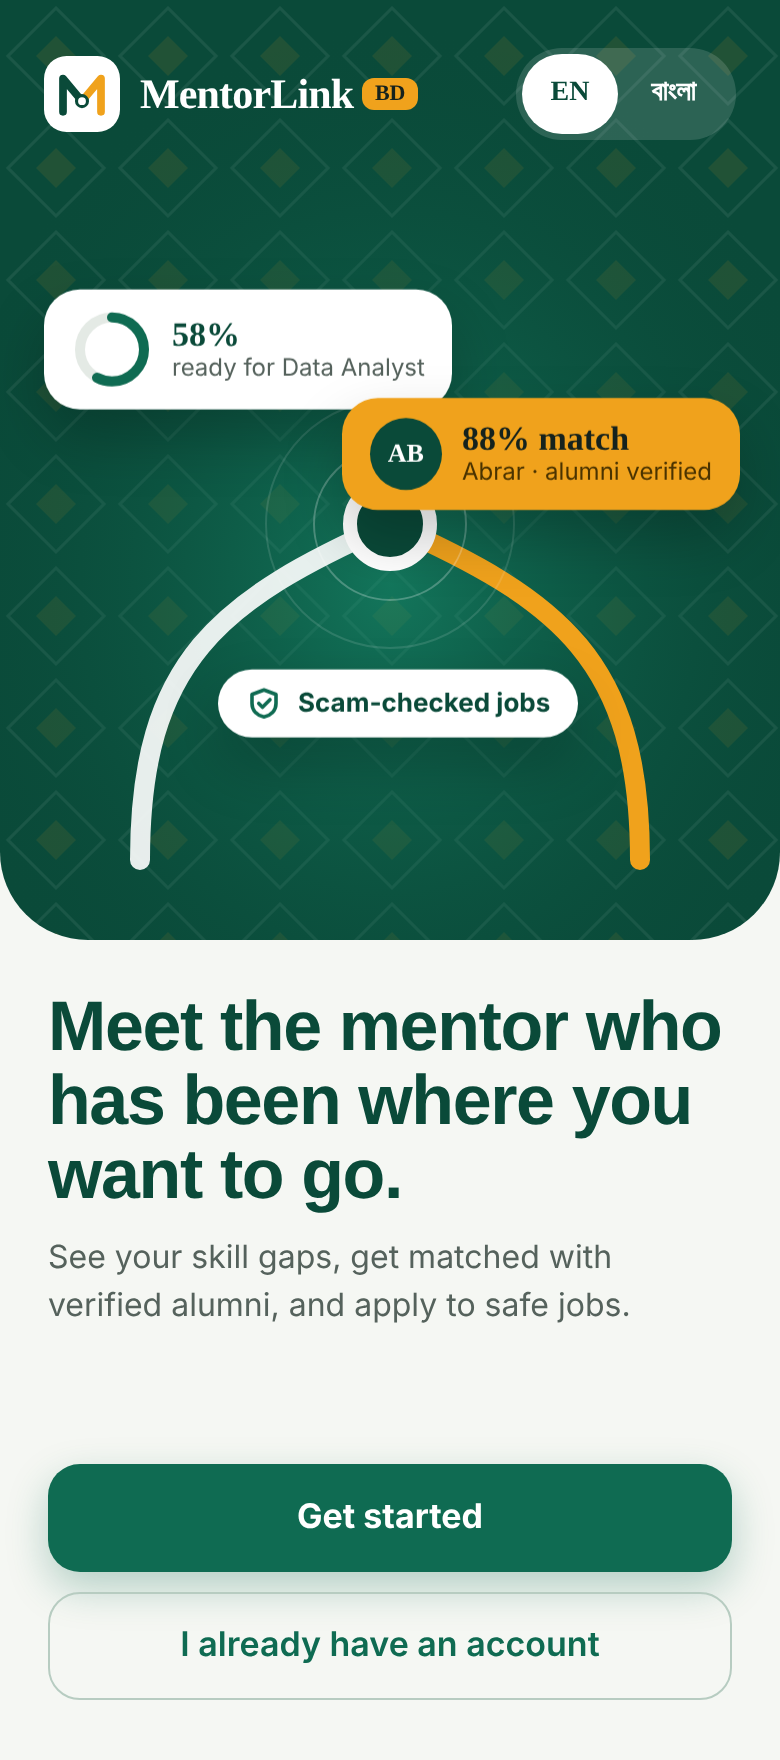 MentorLink BD
EN বাংলা
58%
ready for Data Analyst
AB
88% match
Abrar · alumni verified
Scam-checked jobs
Meet the mentor who
has been where you
want to go.
See your skill gaps, get matched with
verified alumni, and apply to safe jobs.
Get started
I already have an account